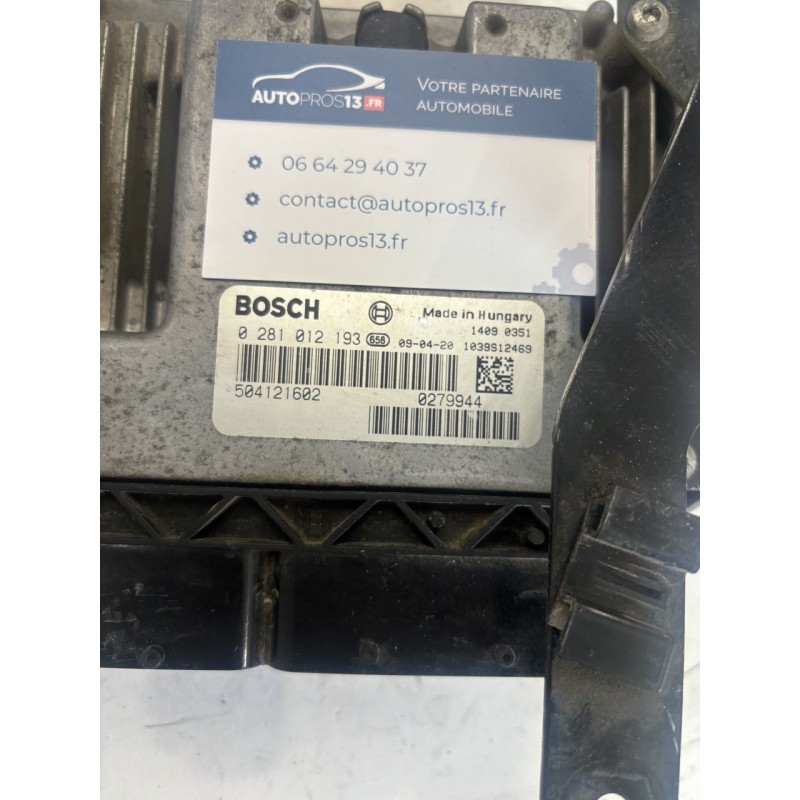 AUTOPROS13.FR
VOTRE PARTENAIRE
AUTOMOBILE
06 64 29 40 37
contact@autopros13.fr
autopros13.fr
BOSCH
Made in Hungary
1409 0351
0 281 012 193 656 09-04-20 1039S12469
504121602
0279944